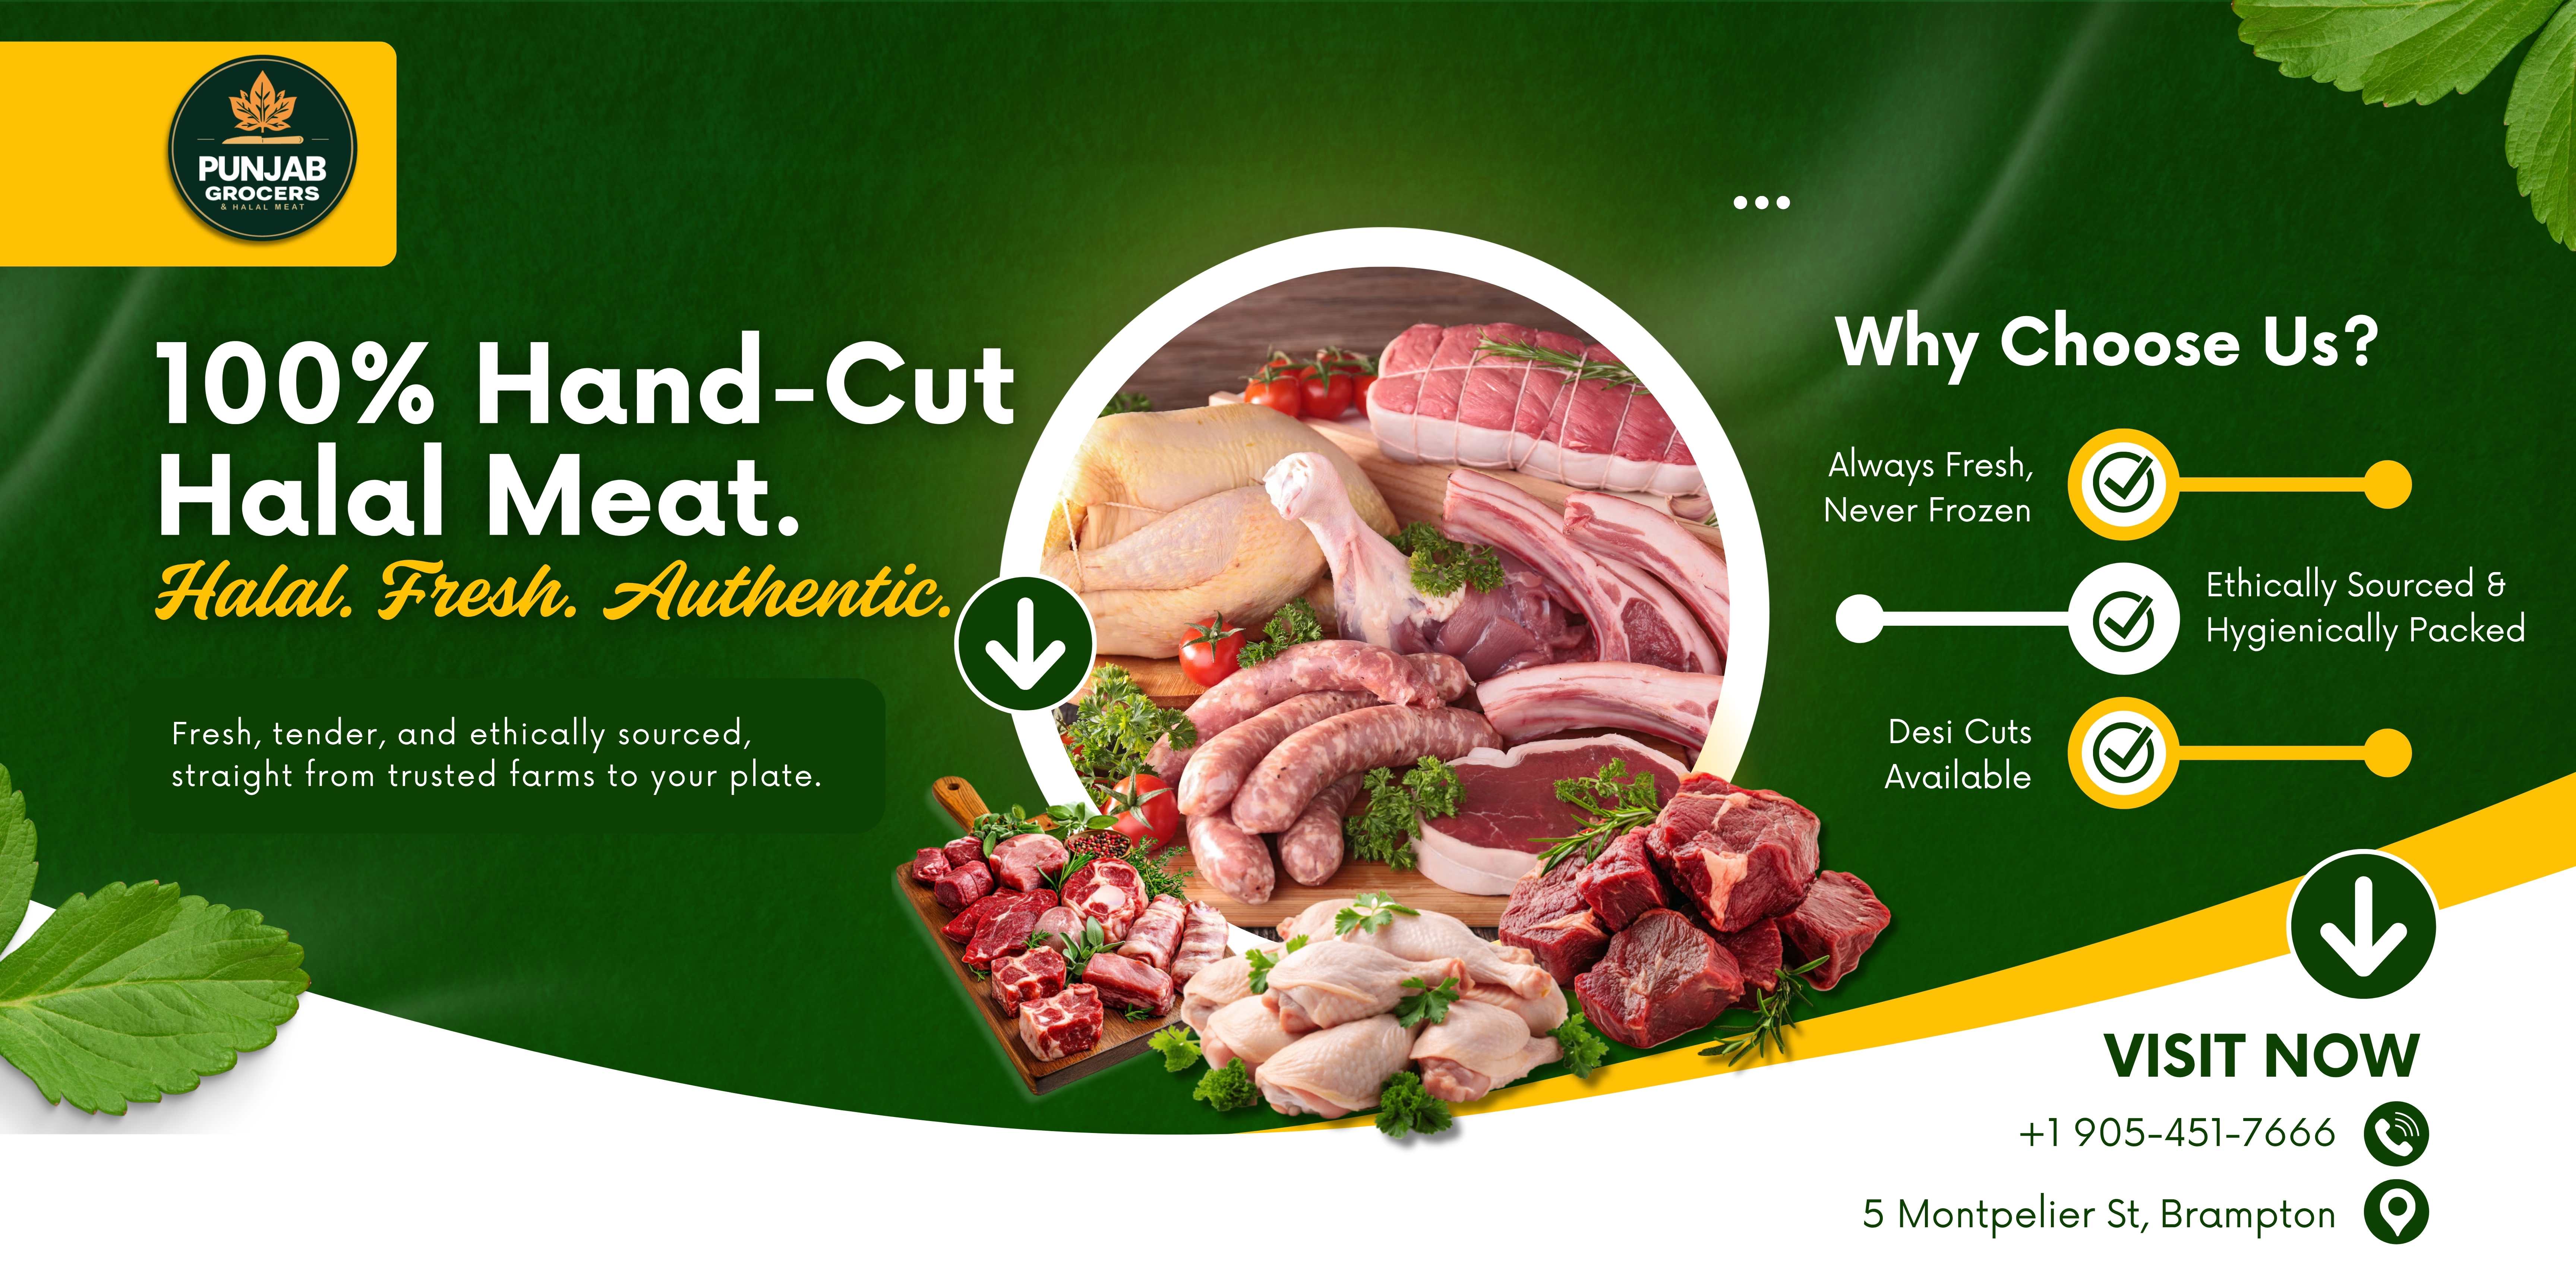 PUNJAB
GROCERS
& HALAL MEAT
100% Hand-Cut
Halal Meat.
Halal. Fresh. Authentic.
Fresh, tender, and ethically sourced,
straight from trusted farms to your plate.
Why Choose Us?
Always Fresh,
Never Frozen
Ethically Sourced &
Hygienically Packed
Desi Cuts
Available
VISIT NOW
+1 905-451-7666
5 Montpelier St, Brampton